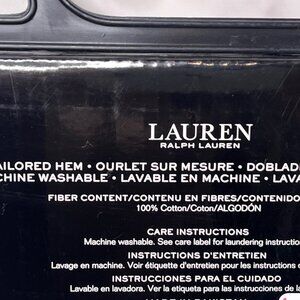 LAUREN
RALPH LAUREN
AILORED HEM • OURLET SUR MESURE • DOBLAD
CHINE WASHABLE • LAVABLE EN MACHINE • LAVA
FIBER CONTENT/CONTENU EN FIBRES/CONTENIDO
100% Cotton/Coton/ALGODÓN
CARE INSTRUCTIONS
Machine washable. See care label for laundering instruction
INSTRUCTIONS D'ENTRETIEN
Lavage en machine. Voir étiquette d'entretien pour les instruct
INSTRUCCIONES PARA EL CUIDADO
Lavable en lavadora. Ver la etiqueta para las instrucciones de la